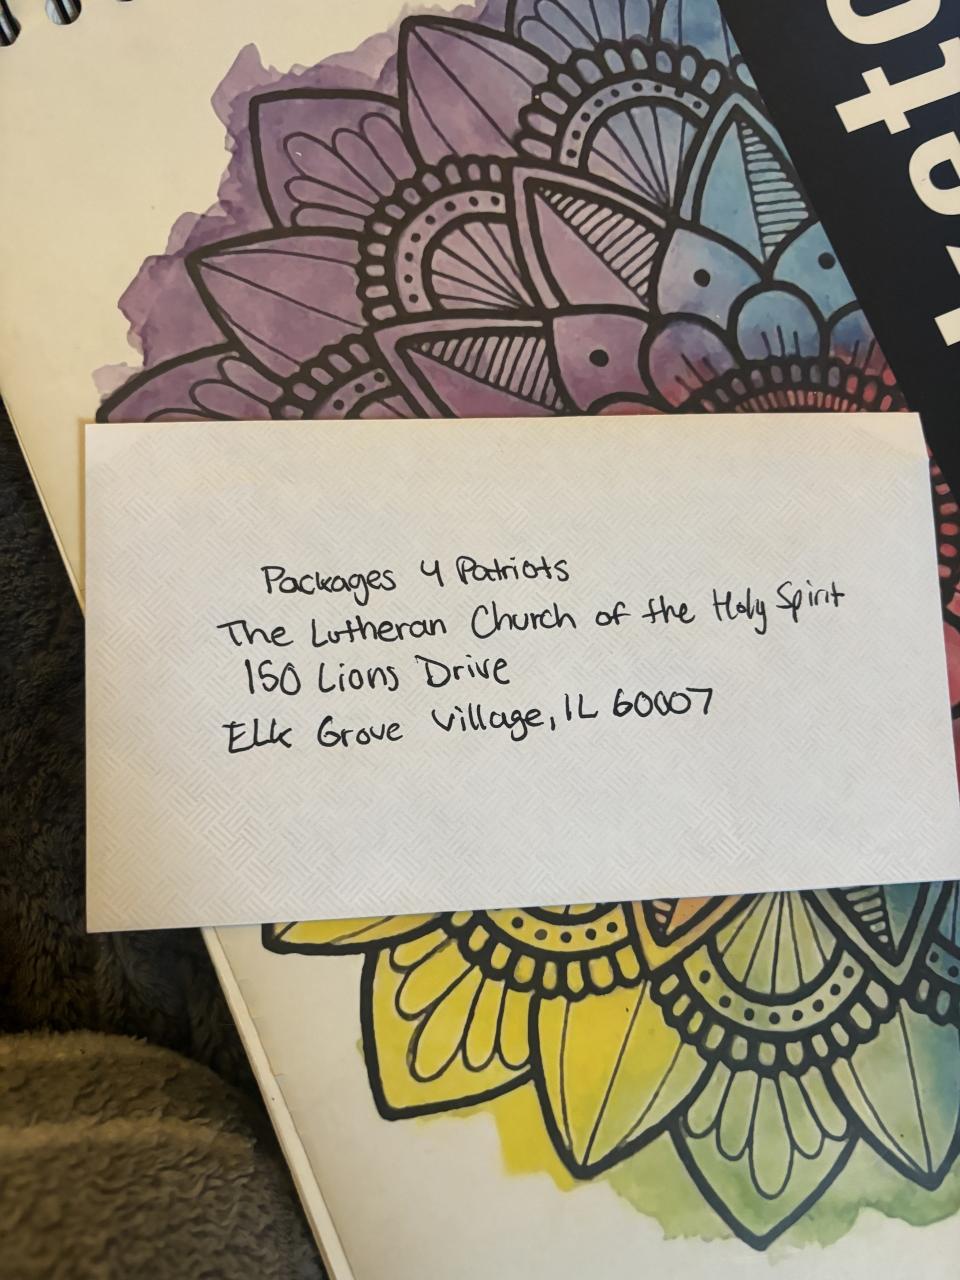 Packages 4 Patriots
The Lutheran Church of the Holy Spirit
150 Lions Drive
Elk Grove Village, IL 60007